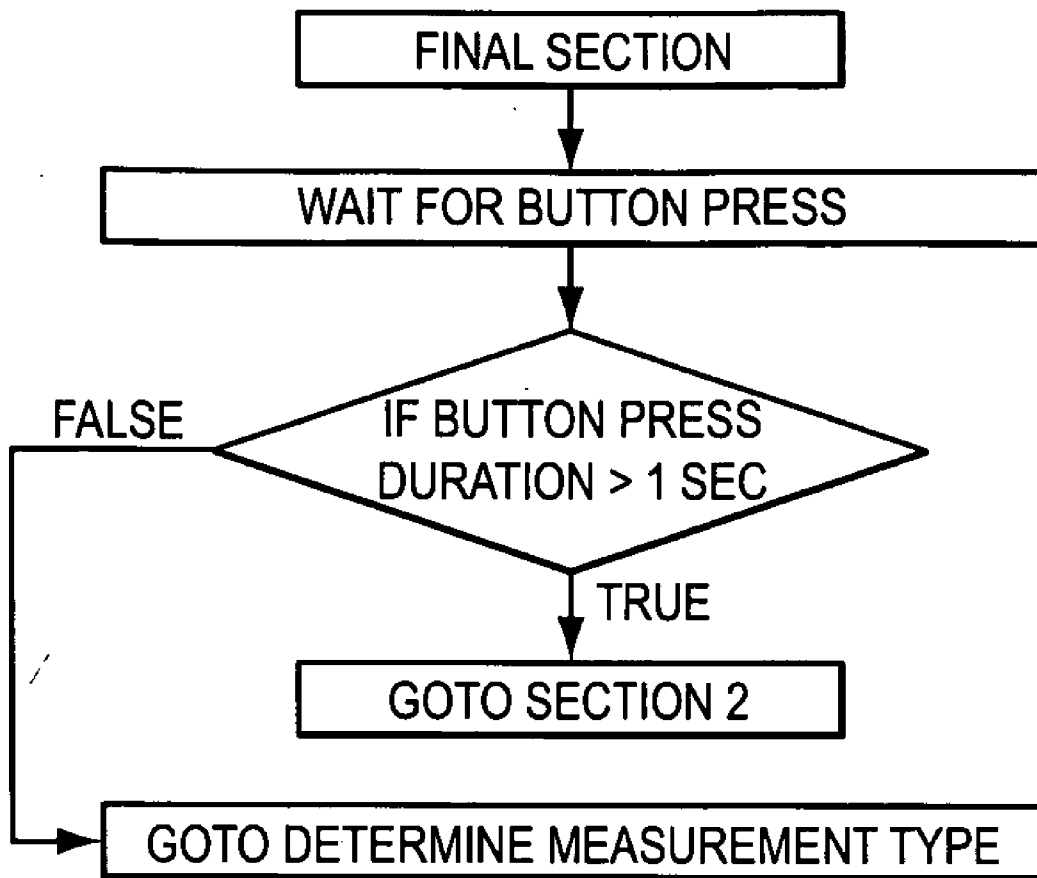 FINAL SECTION
WAIT FOR BUTTON PRESS
FALSE
IF BUTTON PRESS
DURATION > 1 SEC
TRUE
GOTO SECTION 2
GOTO DETERMINE MEASUREMENT TYPE